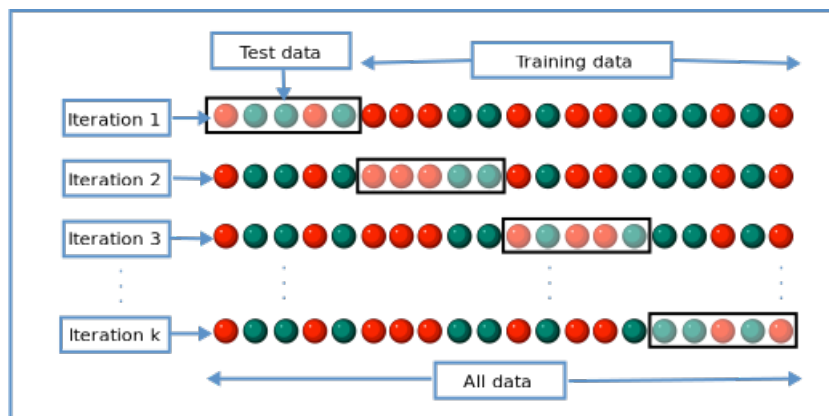 Test data
Training data
Iteration 1
Iteration 2
Iteration 3
Iteration k
All data